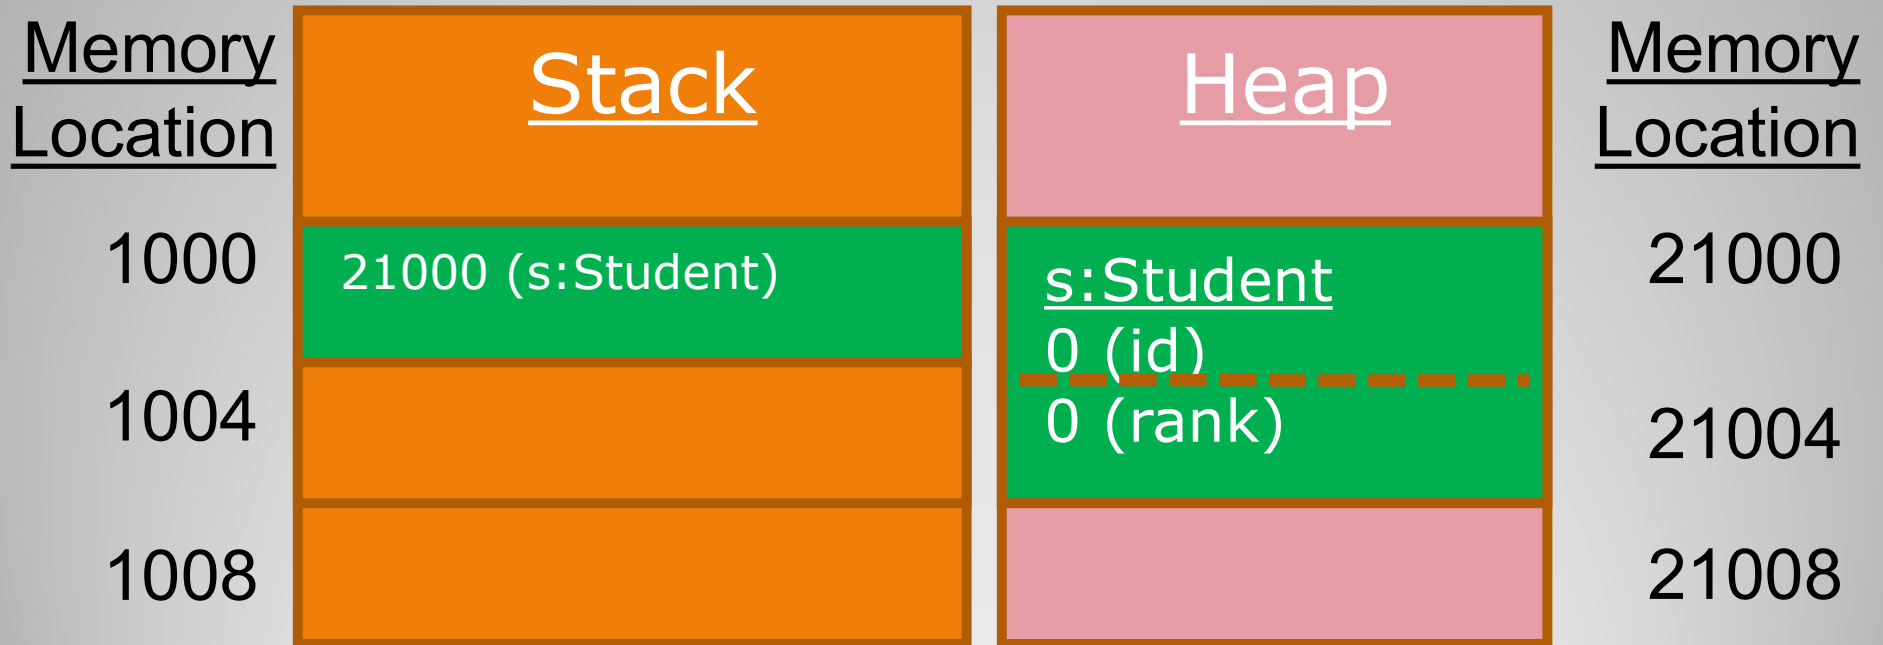 Memory
Location
Stack
Heap
Memory
Location
1000
21000 (s:Student)
s:Student
0 (id)
0 (rank)
21000
1004
21004
1008
21008